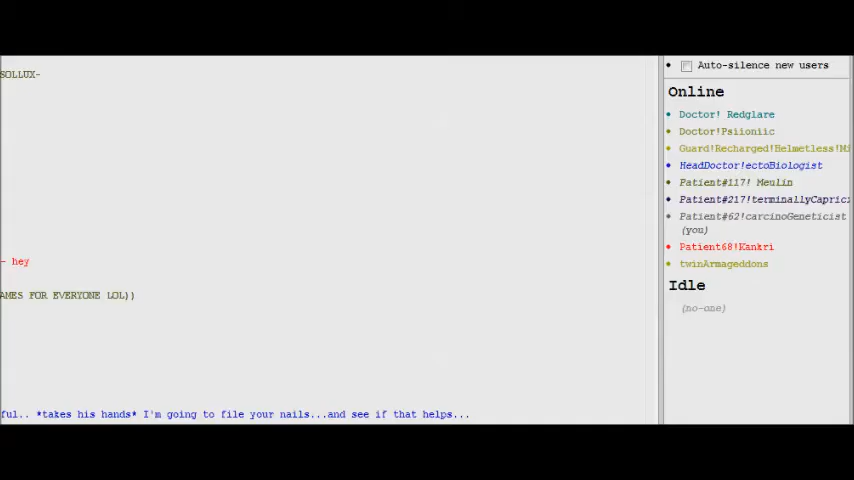 SOLLUX-
- hey
AMES FOR EVERYONE LOL))
ful.. *takes his hands* I'm going to file your nails...and see if that helps...
Auto-silence new users
Online
Doctor! Redglare
Doctor!Psiioniic
Guard!Recharged!Helmetless!Mi
HeadDoctor!ectoBiologist
Patient#117! Meulin
Patient#217!terminallyCapric
Patient#62!carcinoGeneticist
(you)
Patient68!Kankri
twinArmageddons
Idle
(no-one)